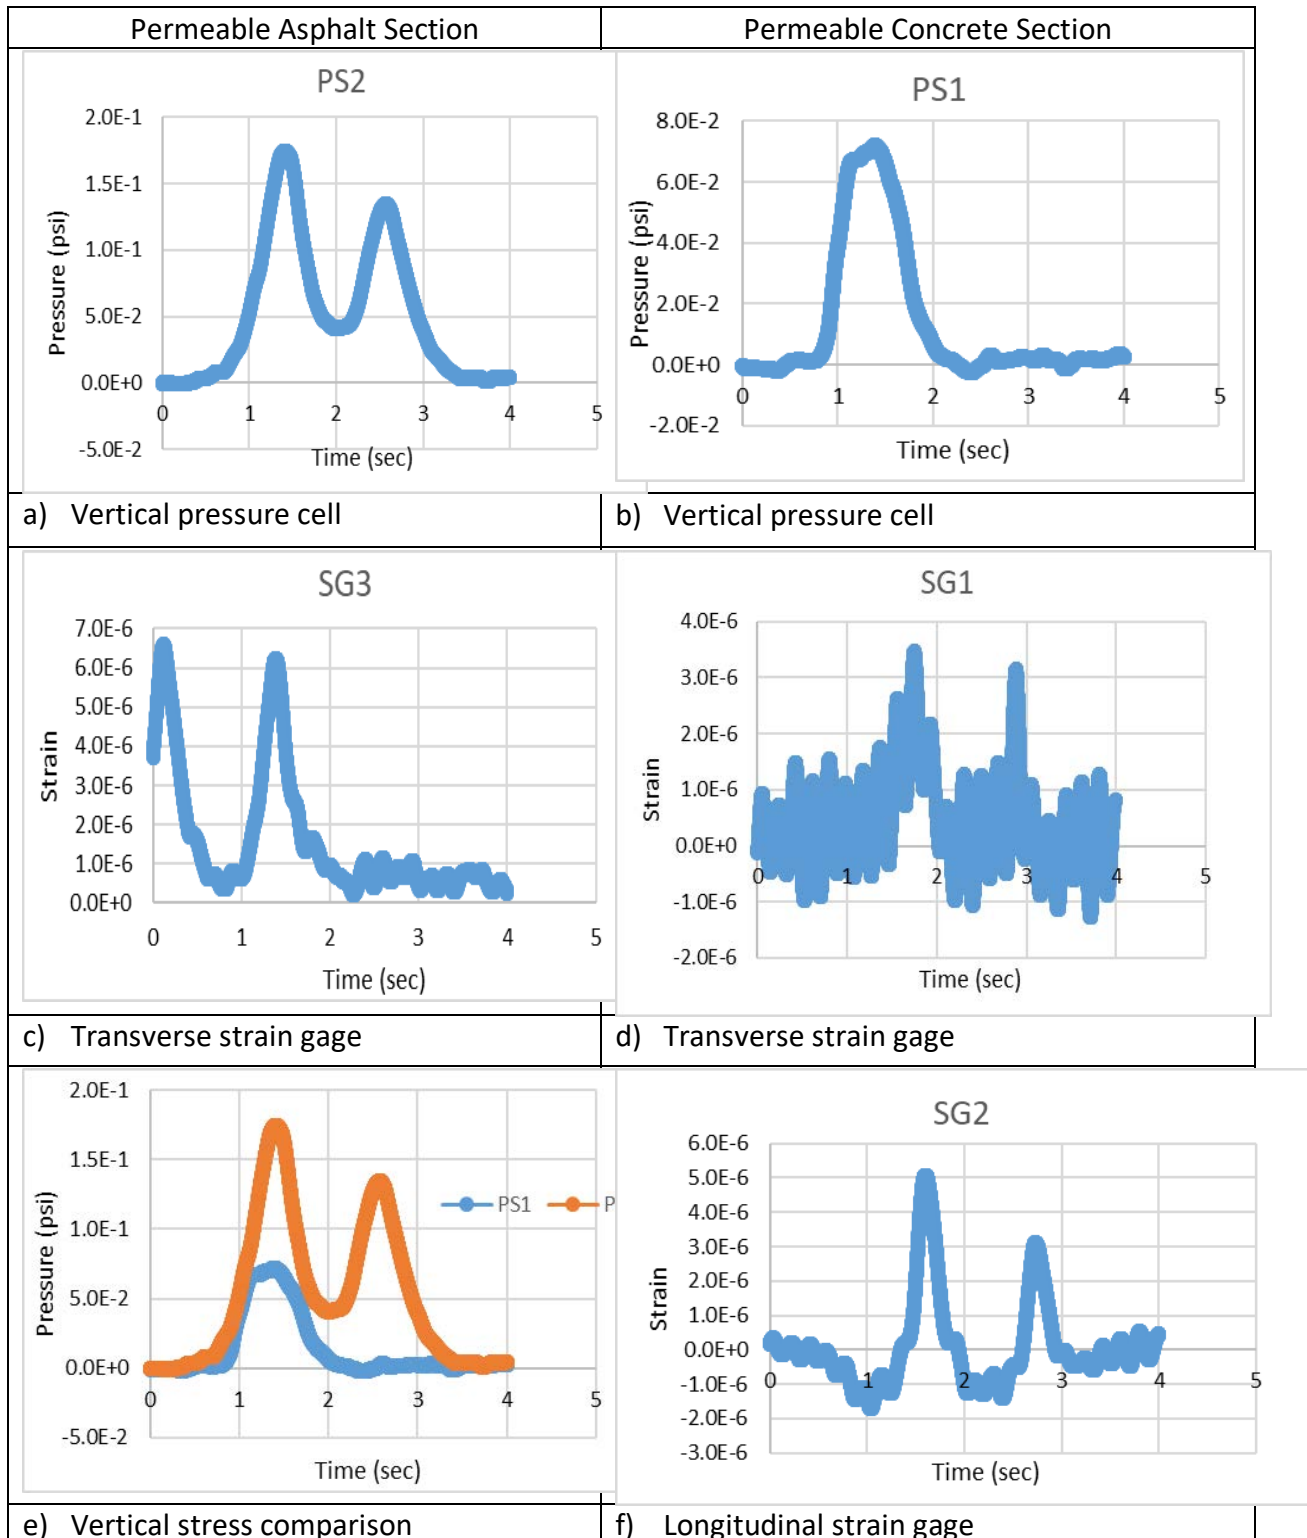 Permeable Asphalt Section
Permeable Concrete Section
PS2
2.0E-1
1.5E-1
1.0E-1
5.0E-2
0.0E+0
-5.0E-2
0 1 2 3 4 5
Pressure (psi)
Time (sec)
PS1
8.0E-2
6.0E-2
4.0E-2
2.0E-2
0.0E+0
-2.0E-2
0 1 2 3 4 5
Pressure (psi)
Time (sec)
a) Vertical pressure cell
b) Vertical pressure cell
SG3
7.0E-6
6.0E-6
5.0E-6
4.0E-6
3.0E-6
2.0E-6
1.0E-6
0.0E+0
0 1 2 3 4 5
Strain
Time (sec)
SG1
4.0E-6
3.0E-6
2.0E-6
1.0E-6
0.0E+0
-1.0E-6
-2.0E-6
0 1 2 3 4 5
Strain
Time (sec)
c) Transverse strain gage
d) Transverse strain gage
2.0E-1
1.5E-1
1.0E-1
5.0E-2
0.0E+0
-5.0E-2
0 1 2 3 4 5
Pressure (psi)
Time (sec)
PS1 P
SG2
6.0E-6
5.0E-6
4.0E-6
3.0E-6
2.0E-6
1.0E-6
0.0E+0
-1.0E-6
-2.0E-6
-3.0E-6
0 1 2 3 4 5
Strain
Time (sec)
e) Vertical stress comparison
f) Longitudinal strain gage